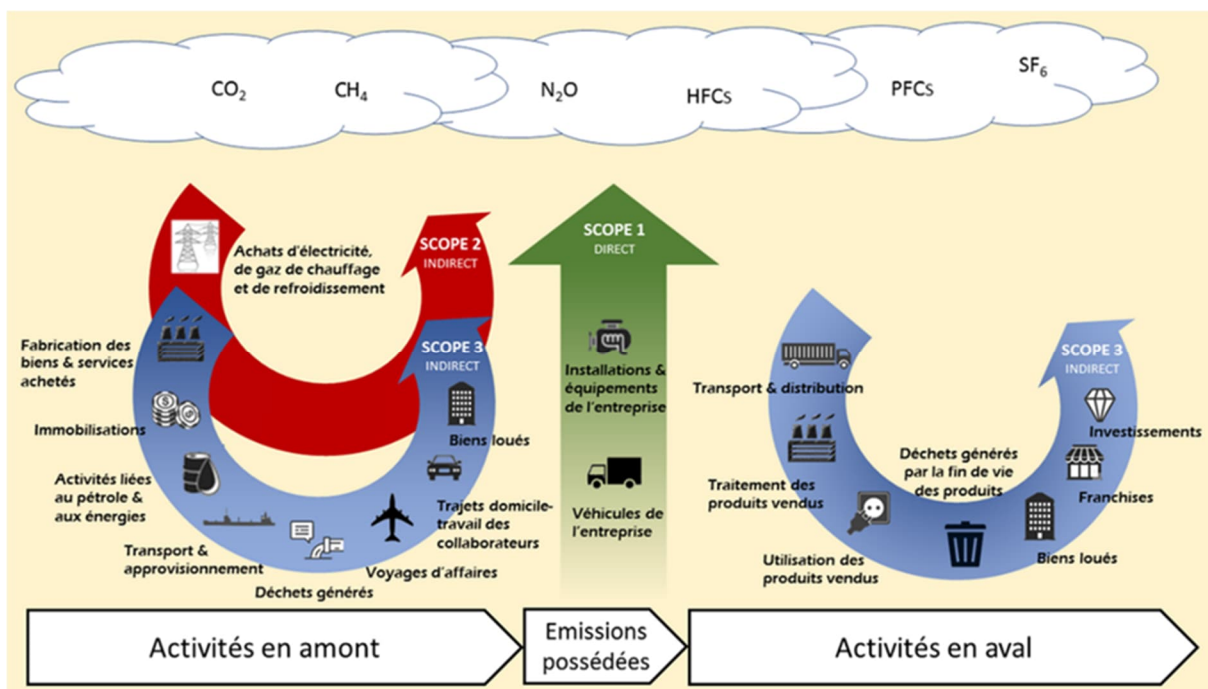 CO₂
CH₄
N₂O
HFCs
PFCs
SF₆
Achats d'électricité,
de gaz de chauffage
et de refroidissement
SCOPE 2
INDIRECT
Fabrication des
biens & services
achetés
Immobilisations
Activités liées
au pétrole &
aux énergies
Transport &
approvisionnement
Déchets générés
Voyages d'affaires
Trajets domicile-
travail des
collaborateurs
Biens loués
SCOPE 3
INDIRECT
SCOPE 1
DIRECT
Installations &
équipements
de l'entreprise
Véhicules de
l'entreprise
Transport & distribution
Traitement des
produits vendus
Utilisation des
produits vendus
Déchets générés
par la fin de vie
des produits
Biens loués
Franchises
Investissements
SCOPE 3
INDIRECT
Activités en amont
Emissions
possédées
Activités en aval